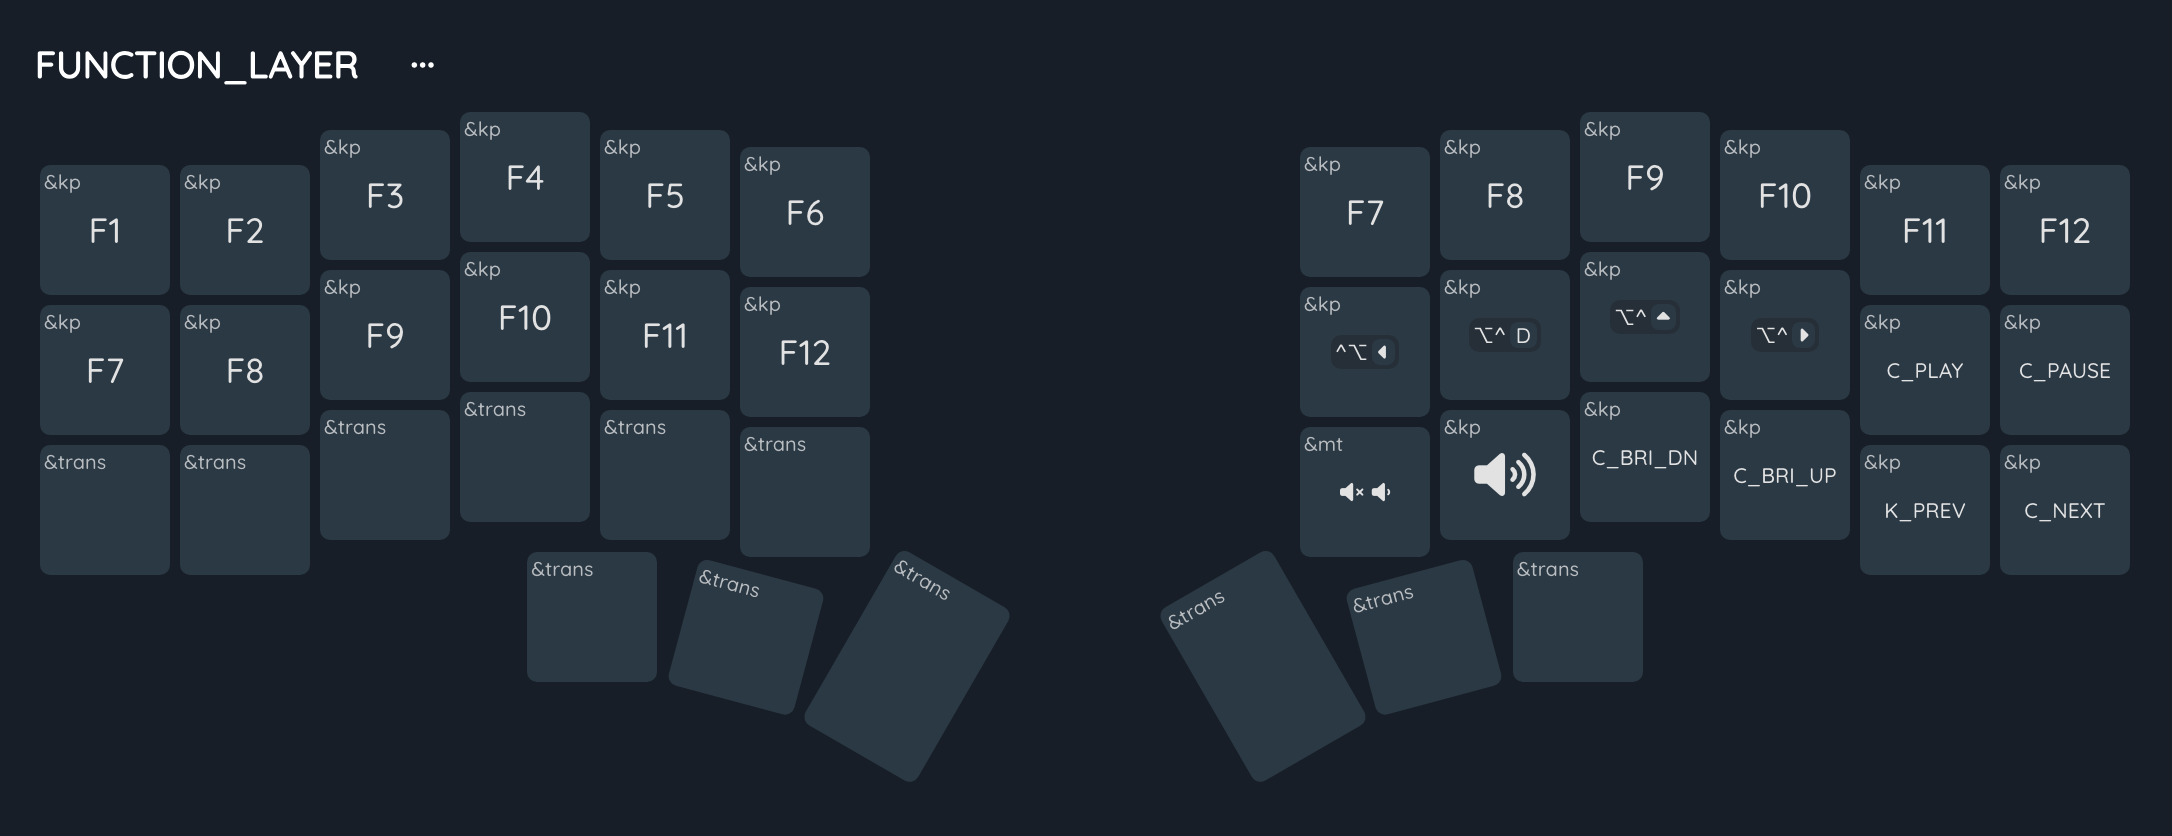 FUNCTION_LAYER ...
&kp F1 &kp F2 &kp F3 &kp F4 &kp F5 &kp F6 &kp F7 &kp F8 &kp F9 &kp F10 &kp F11 &kp F12
&kp F7 &kp F8 &kp F9 &kp F10 &kp F11 &kp F12 &kp ^⌥ ◀ &kp ⌥^ D &kp ⌥^ ▲ &kp ⌥^ ▶ &kp C_PLAY &kp C_PAUSE
&trans &trans &trans &trans &trans &trans &mt &kp &kp C_BRI_DN &kp C_BRI_UP &kp K_PREV &kp C_NEXT
&trans &trans &trans &trans &trans &trans